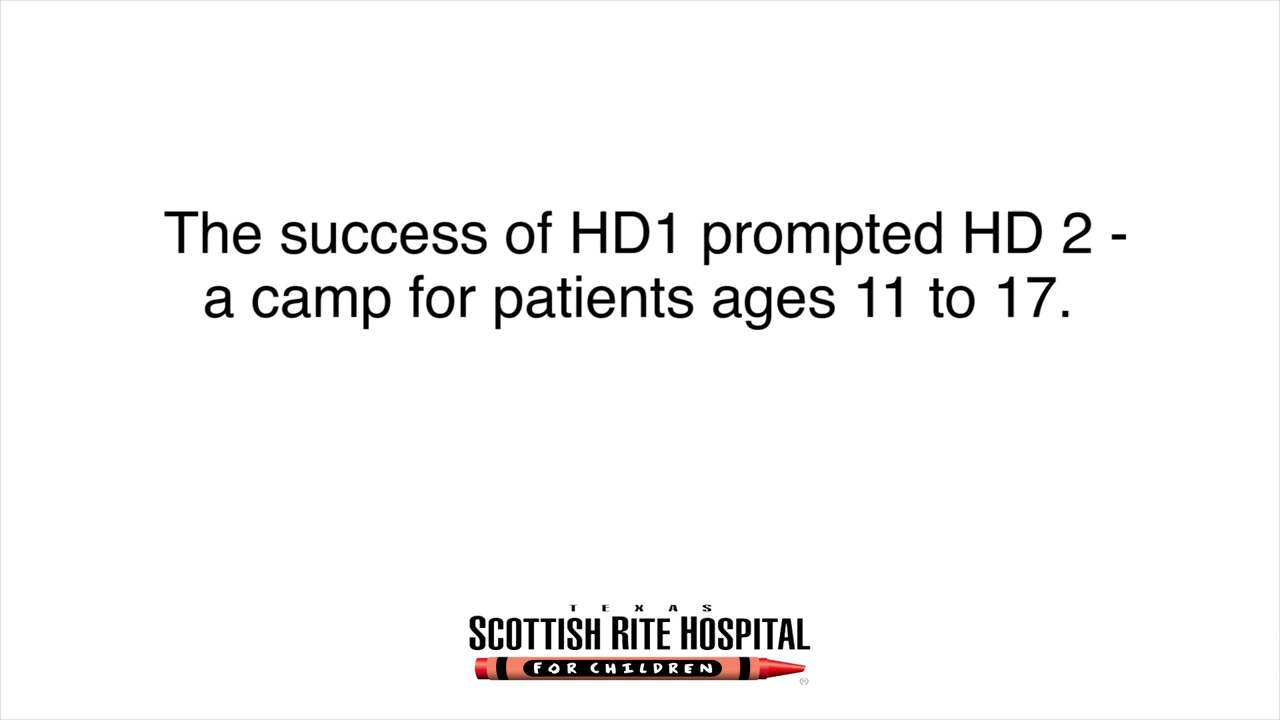 The success of HD1 prompted HD 2 -
a camp for patients ages 11 to 17.
TEXAS
SCOTTISH RITE HOSPITAL
FOR CHILDREN
®